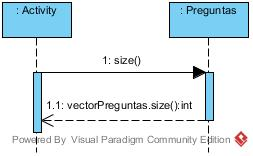 : Activity
: Preguntas
1: size()
1.1: vectorPreguntas.size():int
Powered By Visual Paradigm Community Edition